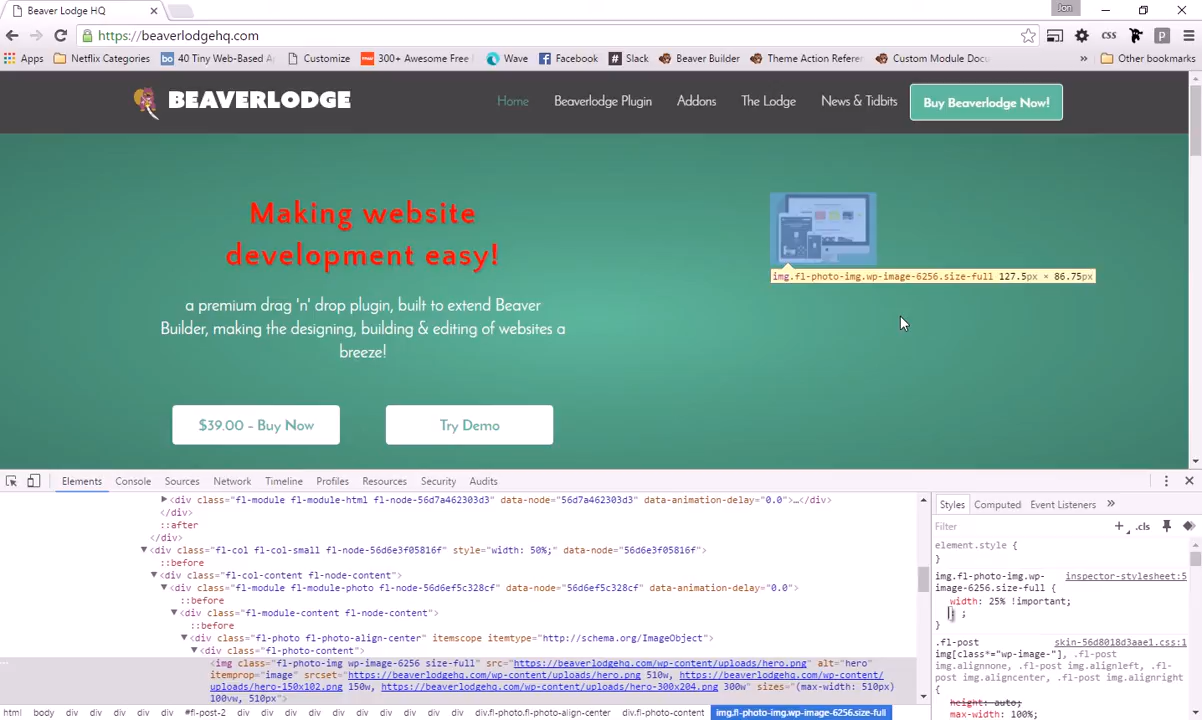 Beaver Lodge HQ
Jon
https://beaverlodgehq.com
CSS
Apps Netflix Categories 40 Tiny Web-Based A Customize 300+ Awesome Free Wave Facebook Slack Beaver Builder Theme Action Referer Custom Module Docu Other bookmarks
BEAVERLODGE
Home Beaverlodge Plugin Addons The Lodge News & Tidbits Buy Beaverlodge Now!
Making website
development easy!
img.fl-photo-img.wp-image-6256.size-full 127.5px × 86.75px
a premium drag 'n' drop plugin, built to extend Beaver
Builder, making the designing, building & editing of websites a
breeze!
$39.00 - Buy Now Try Demo
Elements Console Sources Network Timeline Profiles Resources Security Audits
<div class="fl-module fl-module-html fl-node-56d7a462303d3" data-node="56d7a462303d3" data-animation-delay="0.0">…</div>
</div>
::after
</div>
<div class="fl-col fl-col-small fl-node-56d6e3f05816f" style="width: 50%;" data-node="56d6e3f05816f">
::before
<div class="fl-col-content fl-node-content">
<div class="fl-module fl-module-photo fl-node-56d6ef5c328cf" data-node="56d6ef5c328cf" data-animation-delay="0.0">
::before
<div class="fl-module-content fl-node-content">
::before
<div class="fl-photo fl-photo-align-center" itemscope itemtype="http://schema.org/ImageObject">
<div class="fl-photo-content">
<img class="fl-photo-img wp-image-6256 size-full" src="https://beaverlodgehq.com/wp-content/uploads/hero.png" alt="hero"
itemprop="image" srcset="https://beaverlodgehq.com/wp-content/uploads/hero.png 510w, https://beaverlodgehq.com/wp-content/
uploads/hero-150x102.png 150w, https://beaverlodgehq.com/wp-content/uploads/hero-300x204.png 300w" sizes="(max-width: 510px)
100vw, 510px">
html body div div #fl-post-2 div div div div div div div.fl-photo.fl-photo-align-center div.fl-photo-content img.fl-photo-img.wp-image-6256.size-full
Styles Computed Event Listeners
Filter .cls
element.style {
}
img.fl-photo-img.wp- inspector-stylesheet:5
image-6256.size-full {
width: 25% !important;
: ;
}
.fl-post skin-56d8018d3aae1.css:1
img[class*="wp-image-"], .fl-post
img.alignnone, .fl-post img.alignleft, .fl-
post img.aligncenter, .fl-post img.alignright
{
height: auto;
max-width: 100%;